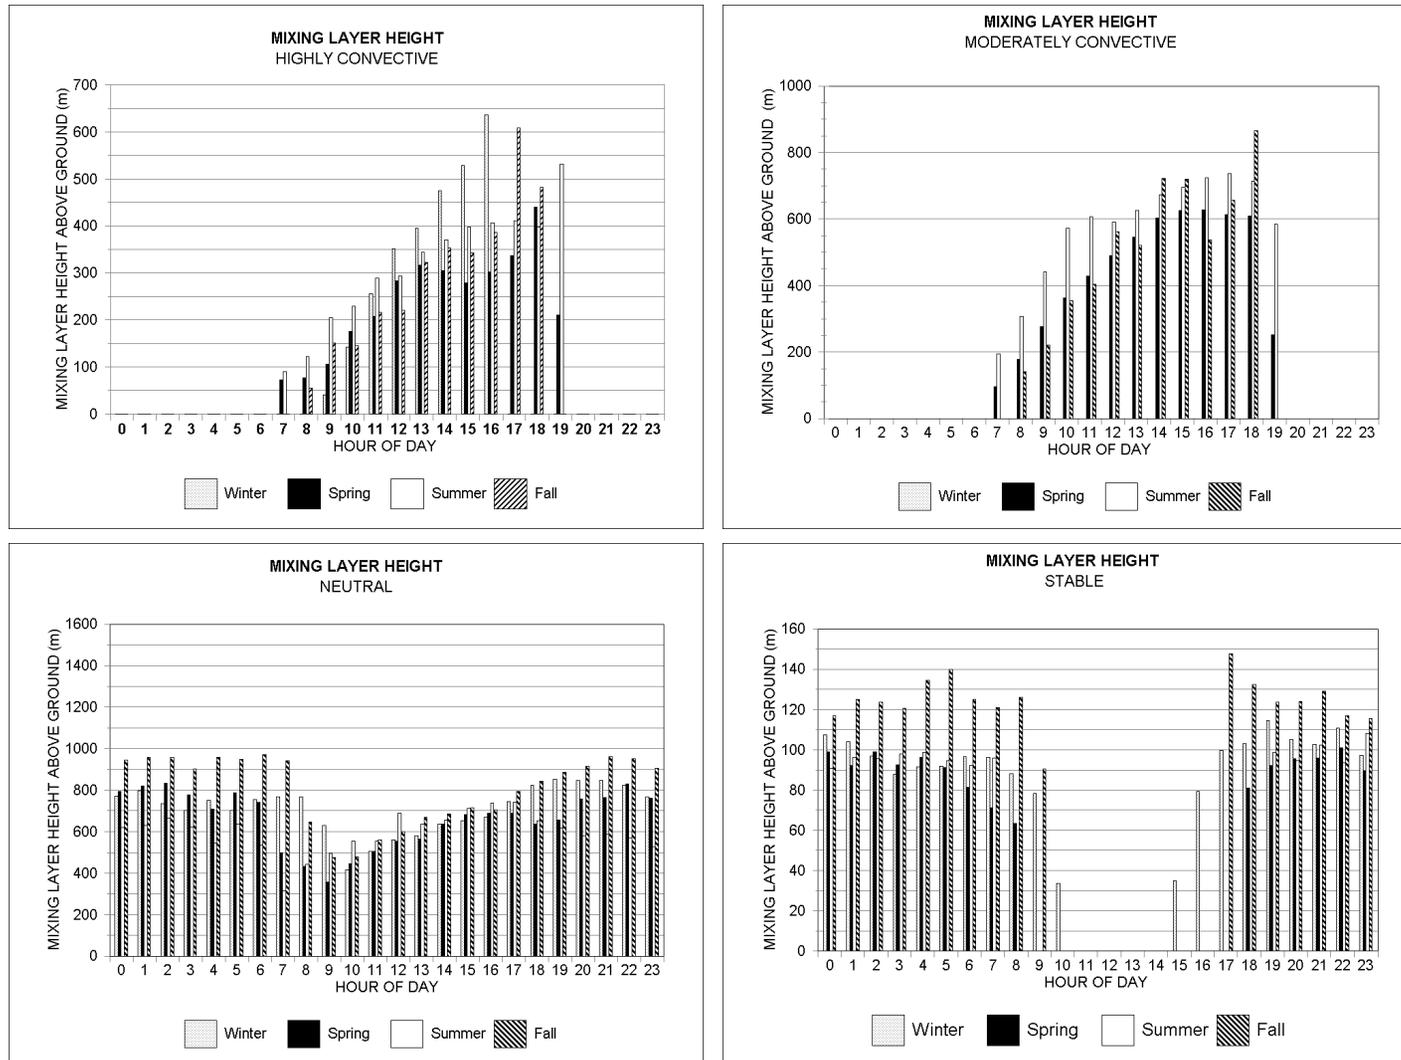 MIXING LAYER HEIGHT
HIGHLY CONVECTIVE
MIXING LAYER HEIGHT ABOVE GROUND (m)
700
600
500
400
300
200
100
0
0 1 2 3 4 5 6 7 8 9 10 11 12 13 14 15 16 17 18 19 20 21 22 23
HOUR OF DAY
Winter Spring Summer Fall
MIXING LAYER HEIGHT
MODERATELY CONVECTIVE
MIXING LAYER HEIGHT ABOVE GROUND (m)
1000
800
600
400
200
0
0 1 2 3 4 5 6 7 8 9 10 11 12 13 14 15 16 17 18 19 20 21 22 23
HOUR OF DAY
Winter Spring Summer Fall
MIXING LAYER HEIGHT
NEUTRAL
MIXING LAYER HEIGHT ABOVE GROUND (m)
1600
1400
1200
1000
800
600
400
200
0
0 1 2 3 4 5 6 7 8 9 10 11 12 13 14 15 16 17 18 19 20 21 22 23
HOUR OF DAY
Winter Spring Summer Fall
MIXING LAYER HEIGHT
STABLE
MIXING LAYER HEIGHT ABOVE GROUND (m)
160
140
120
100
80
60
40
20
0
0 1 2 3 4 5 6 7 8 9 10 11 12 13 14 15 16 17 18 19 20 21 22 23
HOUR OF DAY
Winter Spring Summer Fall